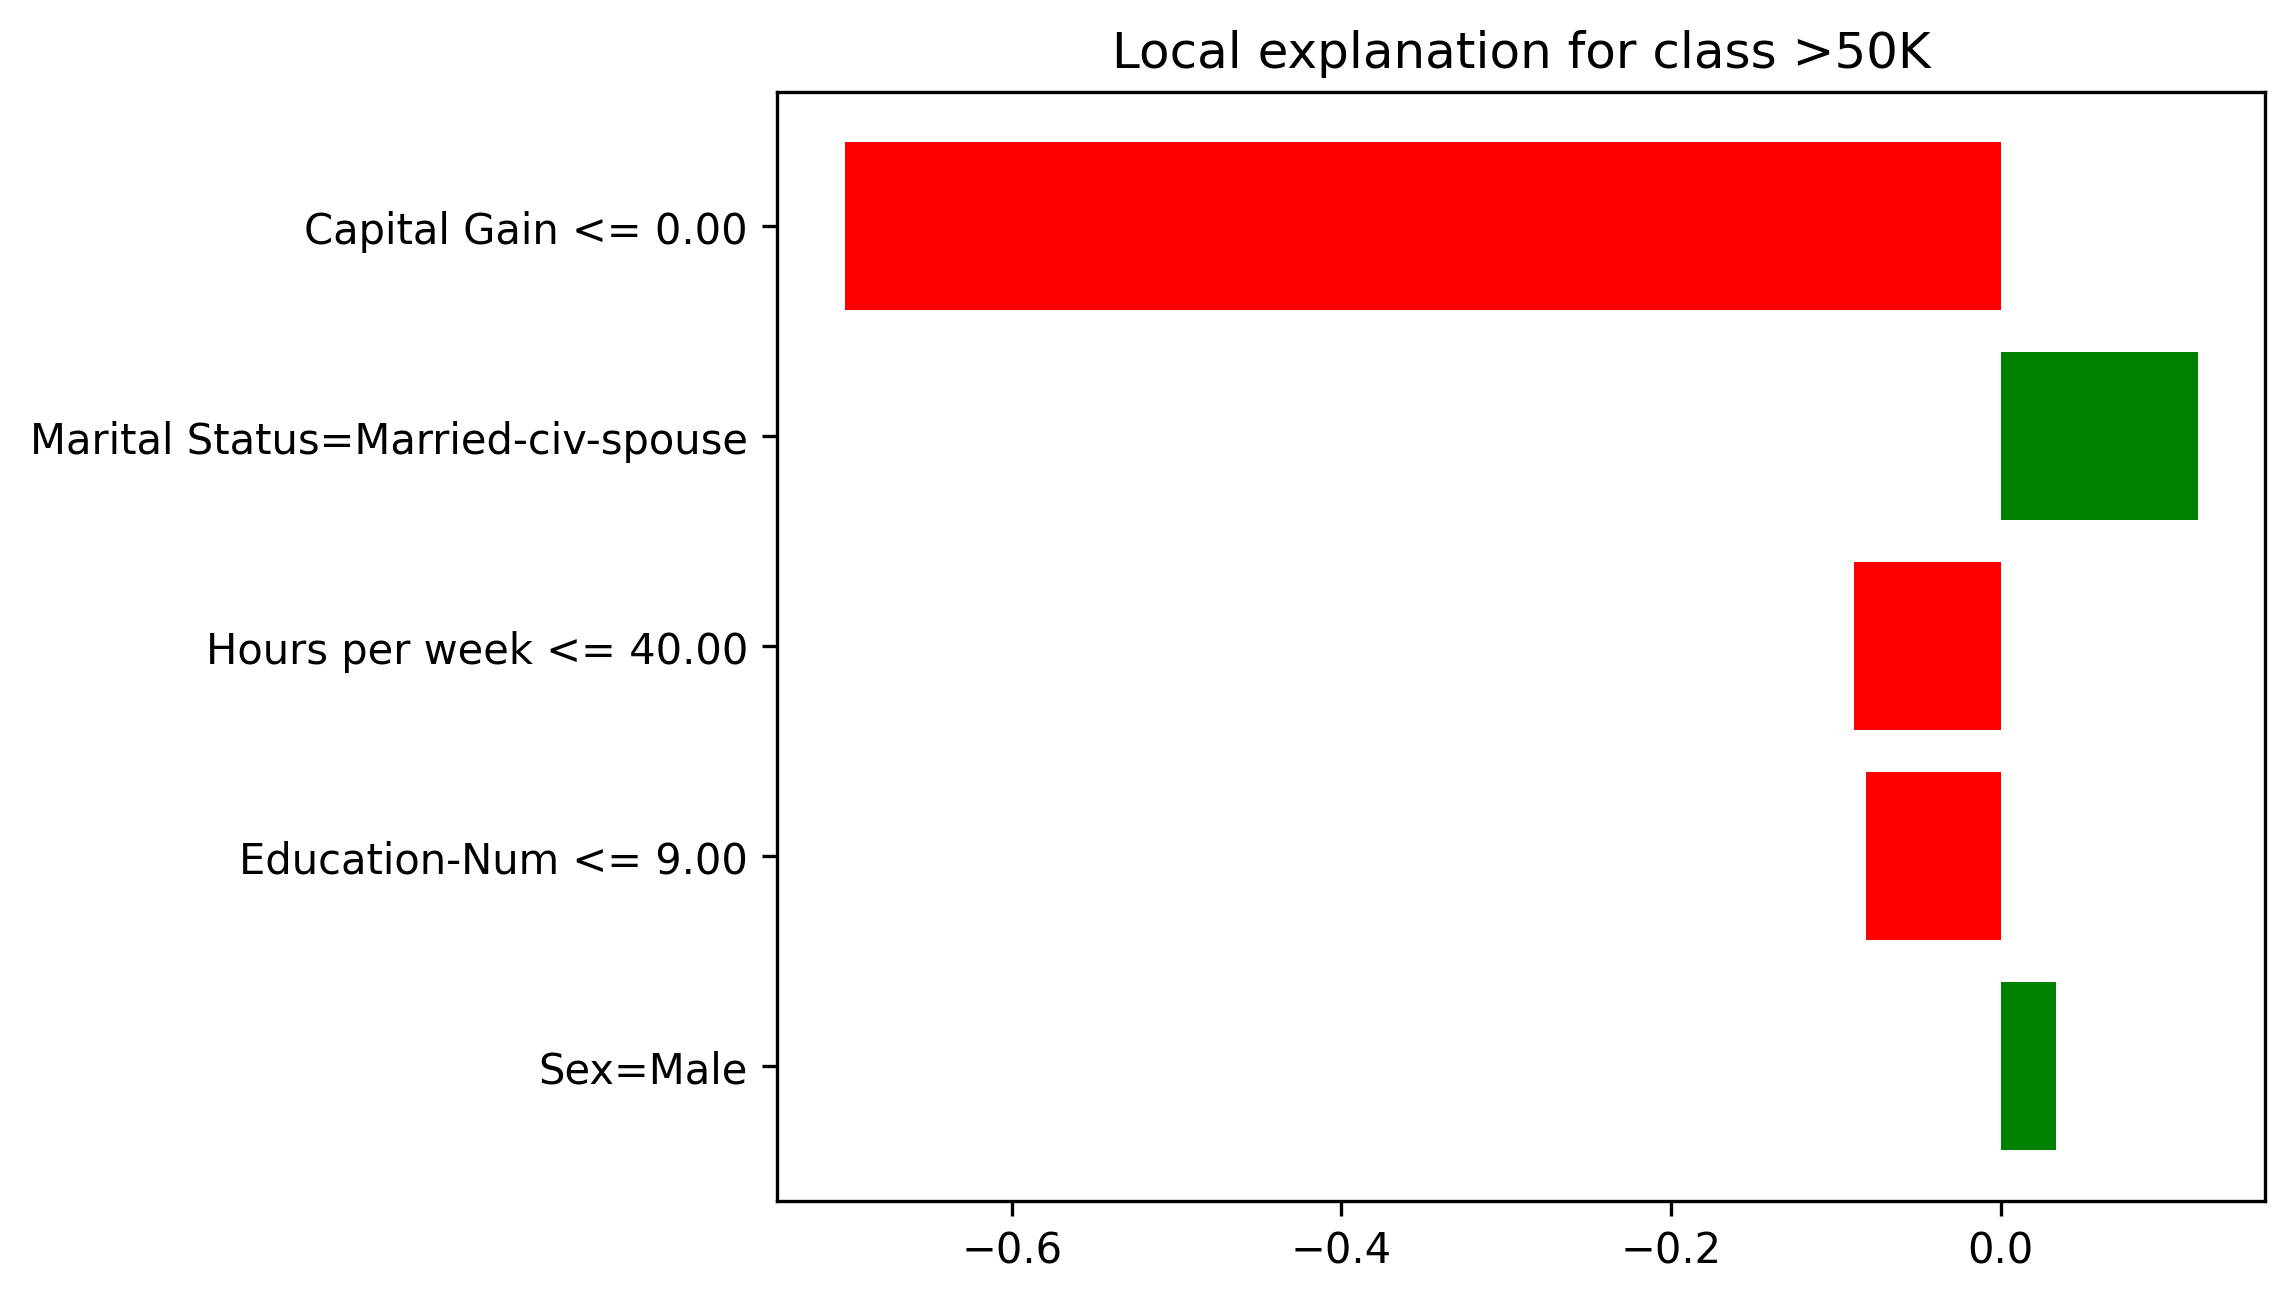 Local explanation for class >50K
Capital Gain <= 0.00
Marital Status=Married-civ-spouse
Hours per week <= 40.00
Education-Num <= 9.00
Sex=Male
−0.6 −0.4 −0.2 0.0